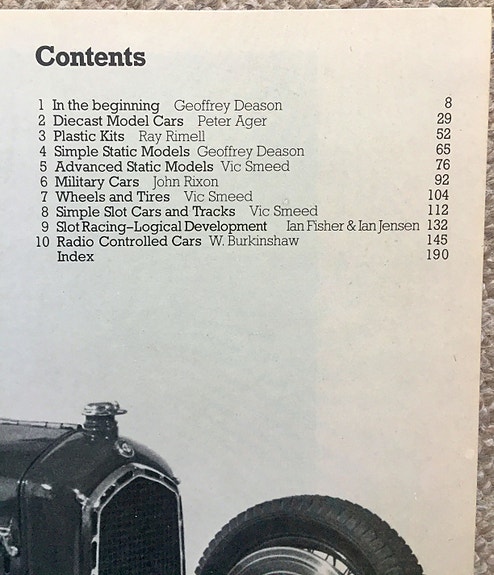 Contents
1 In the beginning Geoffrey Deason 8
2 Diecast Model Cars Peter Ager 29
3 Plastic Kits Ray Rimell 52
4 Simple Static Models Geoffrey Deason 65
5 Advanced Static Models Vic Smeed 76
6 Military Cars John Rixon 92
7 Wheels and Tires Vic Smeed 104
8 Simple Slot Cars and Tracks Vic Smeed 112
9 Slot Racing–Logical Development Ian Fisher & Ian Jensen 132
10 Radio Controlled Cars W. Burkinshaw 145
Index 190